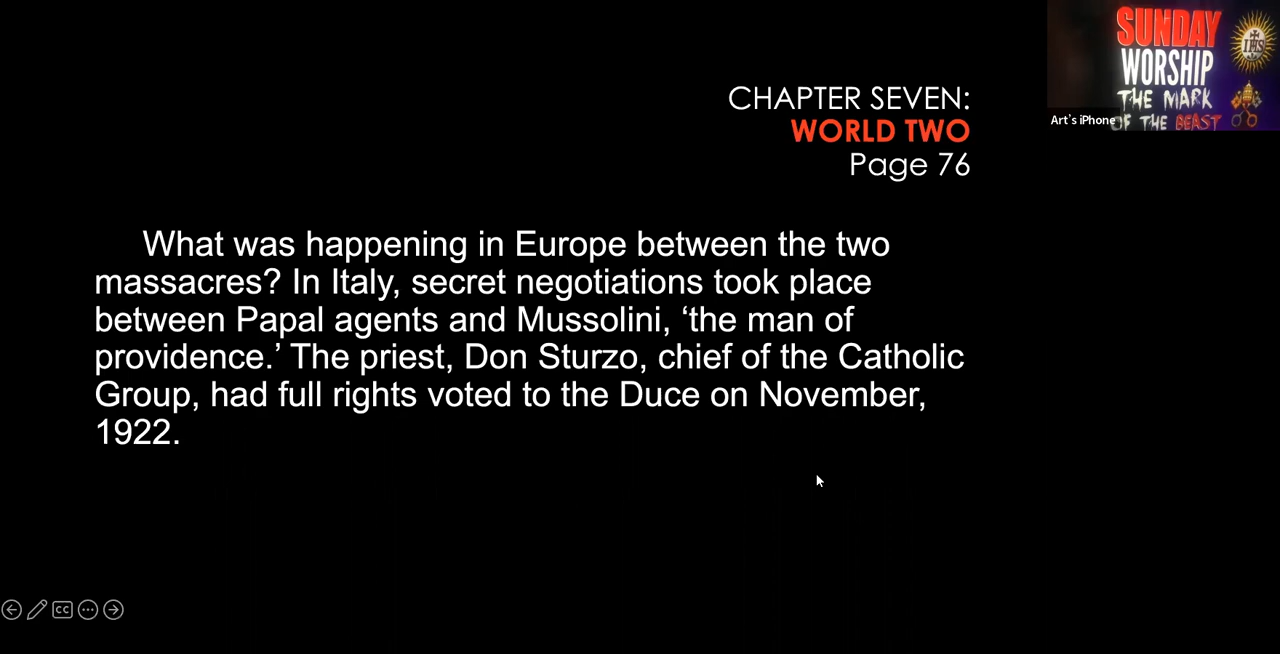 CHAPTER SEVEN:
WORLD TWO
Page 76
What was happening in Europe between the two
massacres? In Italy, secret negotiations took place
between Papal agents and Mussolini, ‘the man of
providence.’ The priest, Don Sturzo, chief of the Catholic
Group, had full rights voted to the Duce on November,
1922.
SUNDAY
WORSHIP
THE MARK
OF THE BEAST
IHS
Art's iPhone
CC